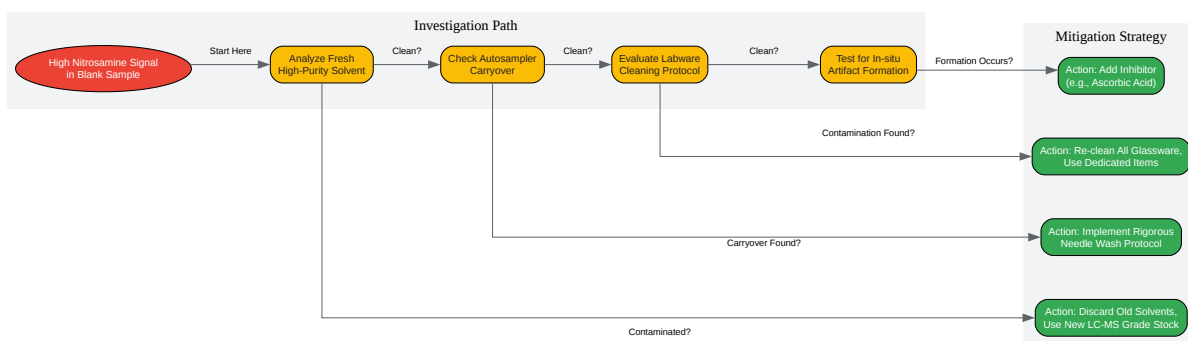 Investigation Path
Mitigation Strategy
High Nitrosamine Signal
in Blank Sample
Start Here
Analyze Fresh
High-Purity Solvent
Clean?
Check Autosampler
Carryover
Clean?
Evaluate Labware
Cleaning Protocol
Clean?
Test for In-situ
Artifact Formation
Formation Occurs?
Action: Add Inhibitor
(e.g., Ascorbic Acid)
Contamination Found?
Action: Re-clean All Glassware,
Use Dedicated Items
Carryover Found?
Action: Implement Rigorous
Needle Wash Protocol
Contaminated?
Action: Discard Old Solvents,
Use New LC-MS Grade Stock